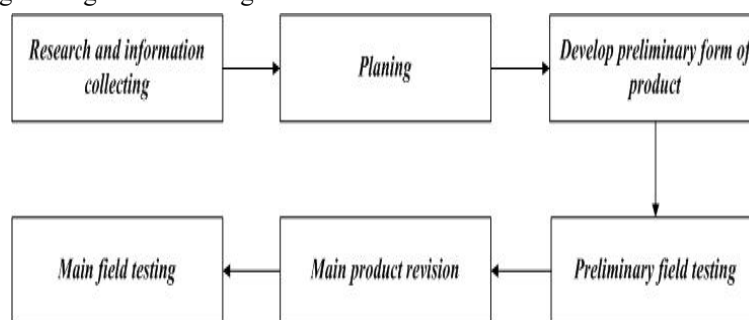 Research and information
collecting
Planing
Develop preliminary form of
product
Preliminary field testing
Main product revision
Main field testing